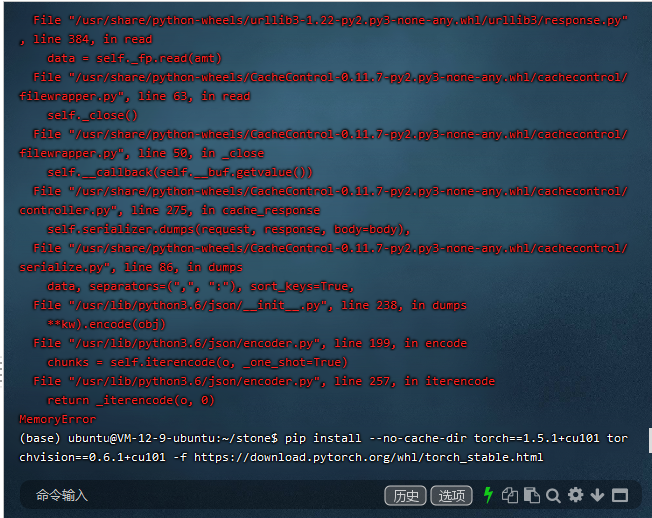 File "/usr/share/python-wheels/urllib3-1.22-py2.py3-none-any.whl/urllib3/response.py"
, line 384, in read
data = self._fp.read(amt)
File "/usr/share/python-wheels/CacheControl-0.11.7-py2.py3-none-any.whl/cachecontrol/
filewrapper.py", line 63, in read
self._close()
File "/usr/share/python-wheels/CacheControl-0.11.7-py2.py3-none-any.whl/cachecontrol/
filewrapper.py", line 50, in _close
self.__callback(self.__buf.getvalue())
File "/usr/share/python-wheels/CacheControl-0.11.7-py2.py3-none-any.whl/cachecontrol/
controller.py", line 275, in cache_response
self.serializer.dumps(request, response, body=body),
File "/usr/share/python-wheels/CacheControl-0.11.7-py2.py3-none-any.whl/cachecontrol/
serialize.py", line 86, in dumps
data, separators=(",", ":"), sort_keys=True,
File "/usr/lib/python3.6/json/__init__.py", line 238, in dumps
**kw).encode(obj)
File "/usr/lib/python3.6/json/encoder.py", line 199, in encode
chunks = self.iterencode(o, _one_shot=True)
File "/usr/lib/python3.6/json/encoder.py", line 257, in iterencode
return _iterencode(o, 0)
MemoryError
(base) ubuntu@VM-12-9-ubuntu:~/stone$ pip install --no-cache-dir torch==1.5.1+cu101 tor
chvision==0.6.1+cu101 -f https://download.pytorch.org/whl/torch_stable.html
命令输入 历史 选项